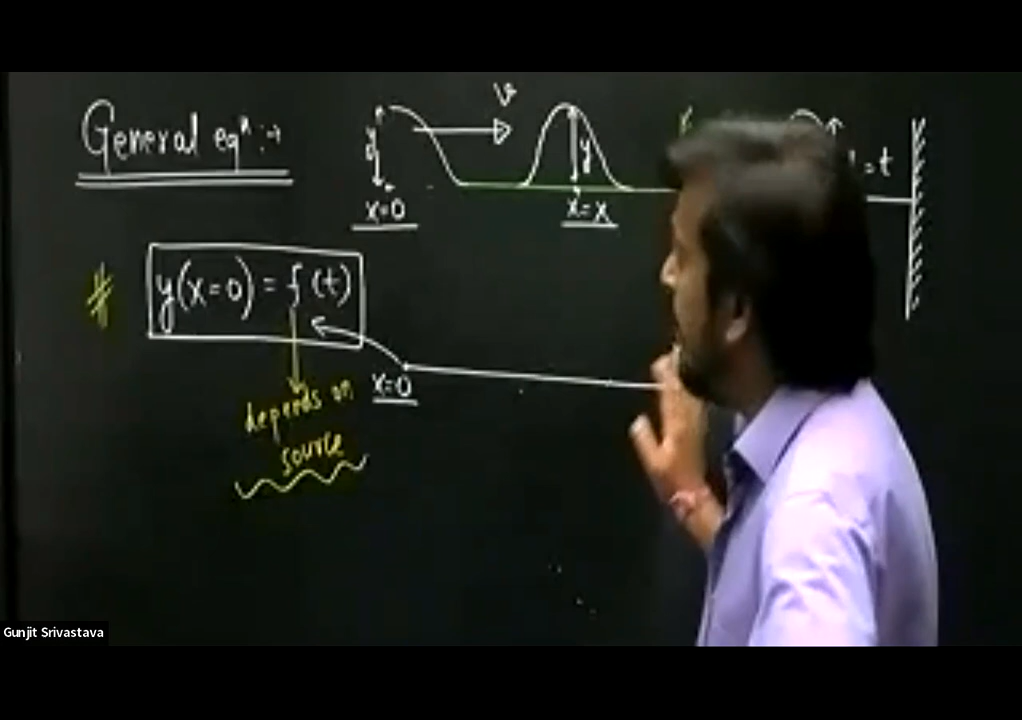 General eqⁿ :→
v
y
y
= t
x=0
x=x
#
y(x=0) = f(t)
x=0
depends on
source
Gunjit Srivastava